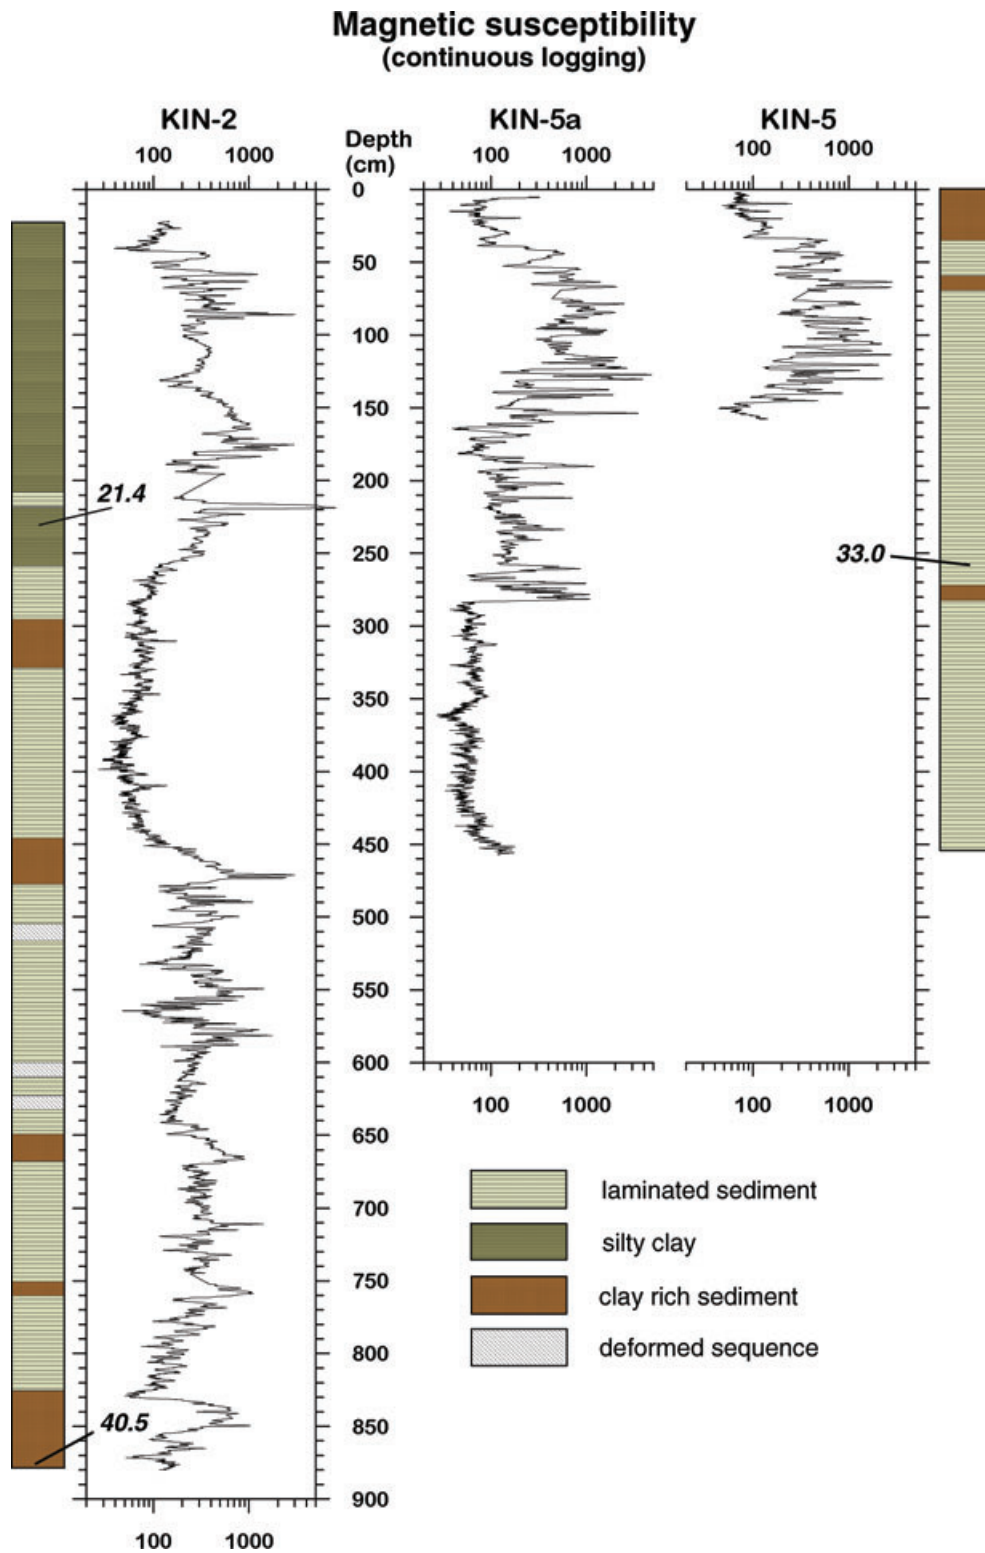 Magnetic susceptibility
(continuous logging)
KIN-2
KIN-5a
KIN-5
Depth
(cm)
100 1000
100 1000
100 1000
0
50
100
150
200
21.4
250
33.0
300
350
400
450
500
550
600
100 1000
100 1000
650
700
750
800
850
40.5
900
100 1000
laminated sediment
silty clay
clay rich sediment
deformed sequence